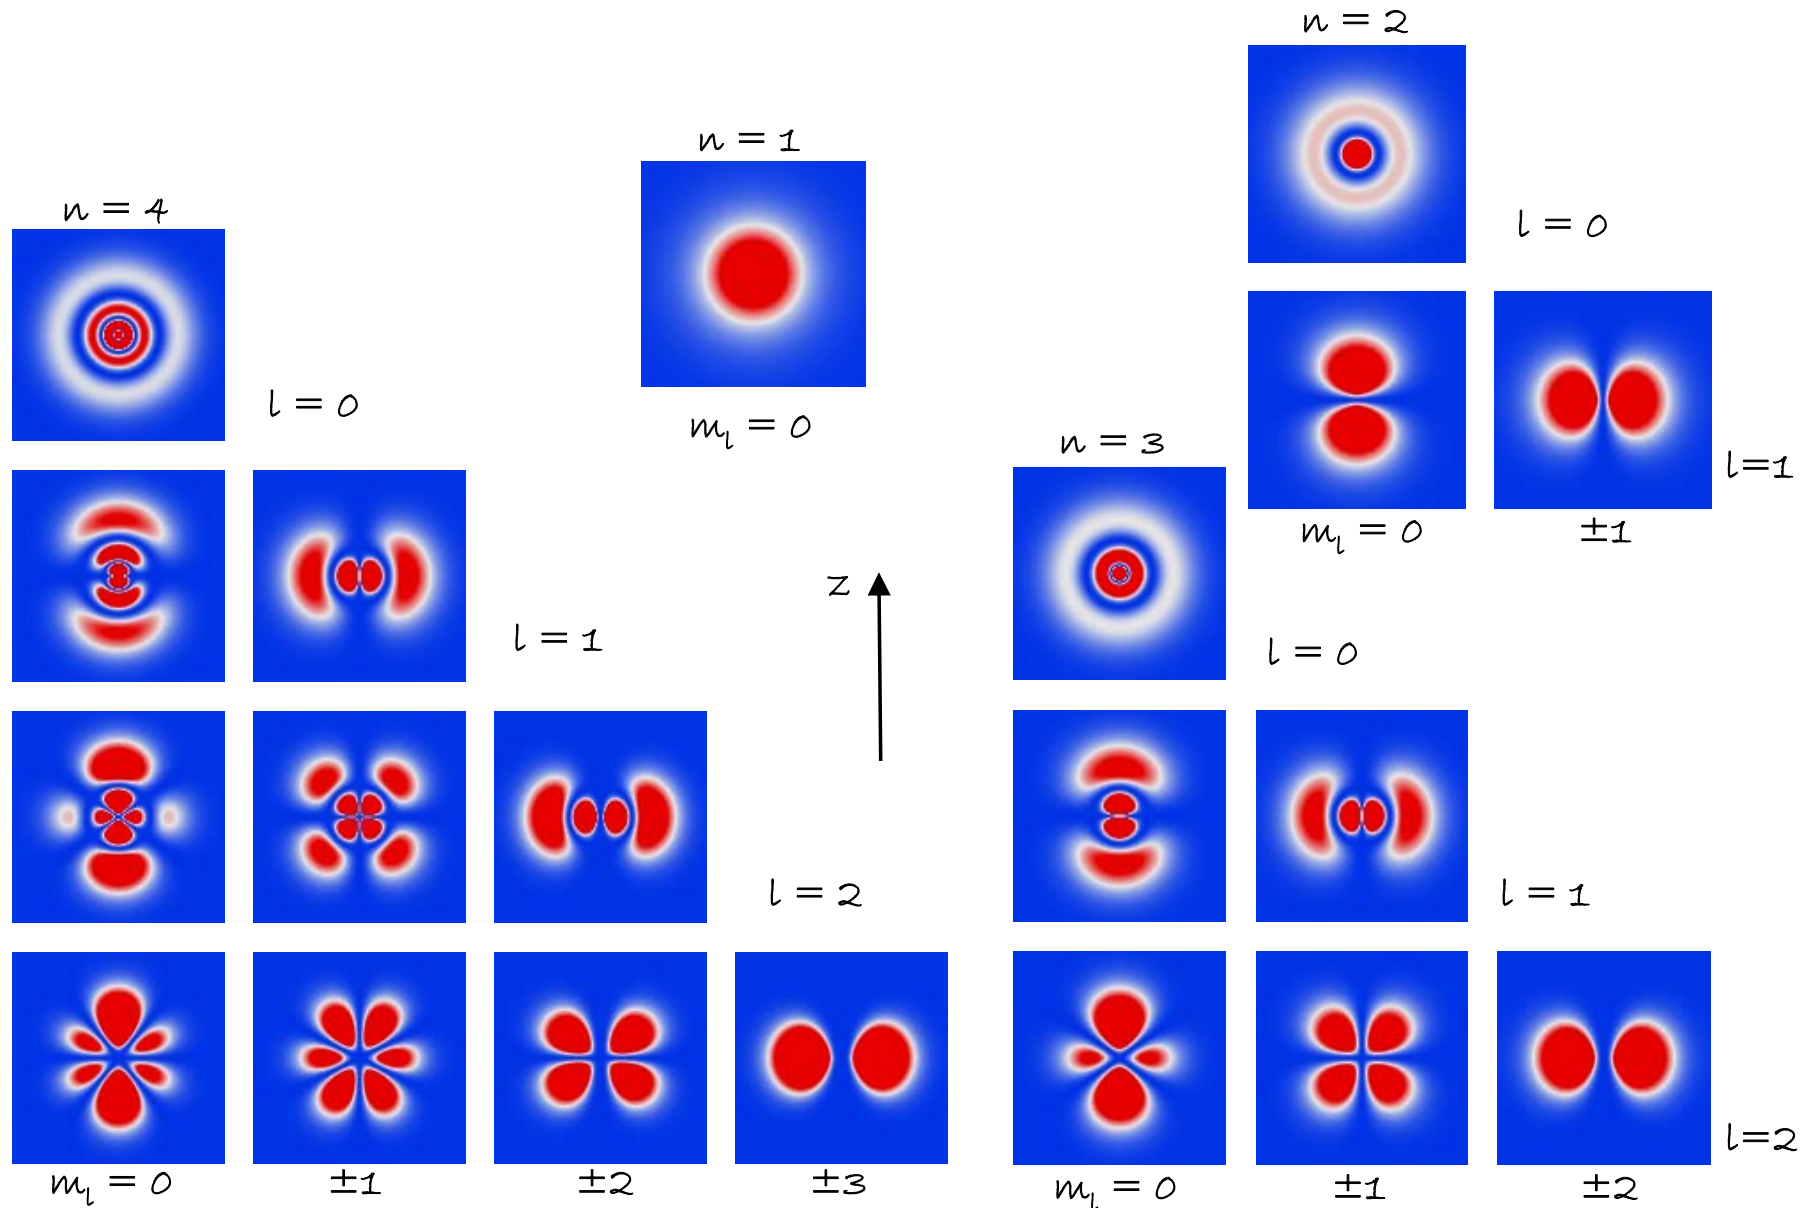 n = 4
l = 0
l = 1
l = 2
m_l = 0
±1
±2
±3
n = 1
m_l = 0
z
n = 2
l = 0
l=1
m_l = 0
±1
n = 3
l = 0
l = 1
l=2
m_l = 0
±1
±2